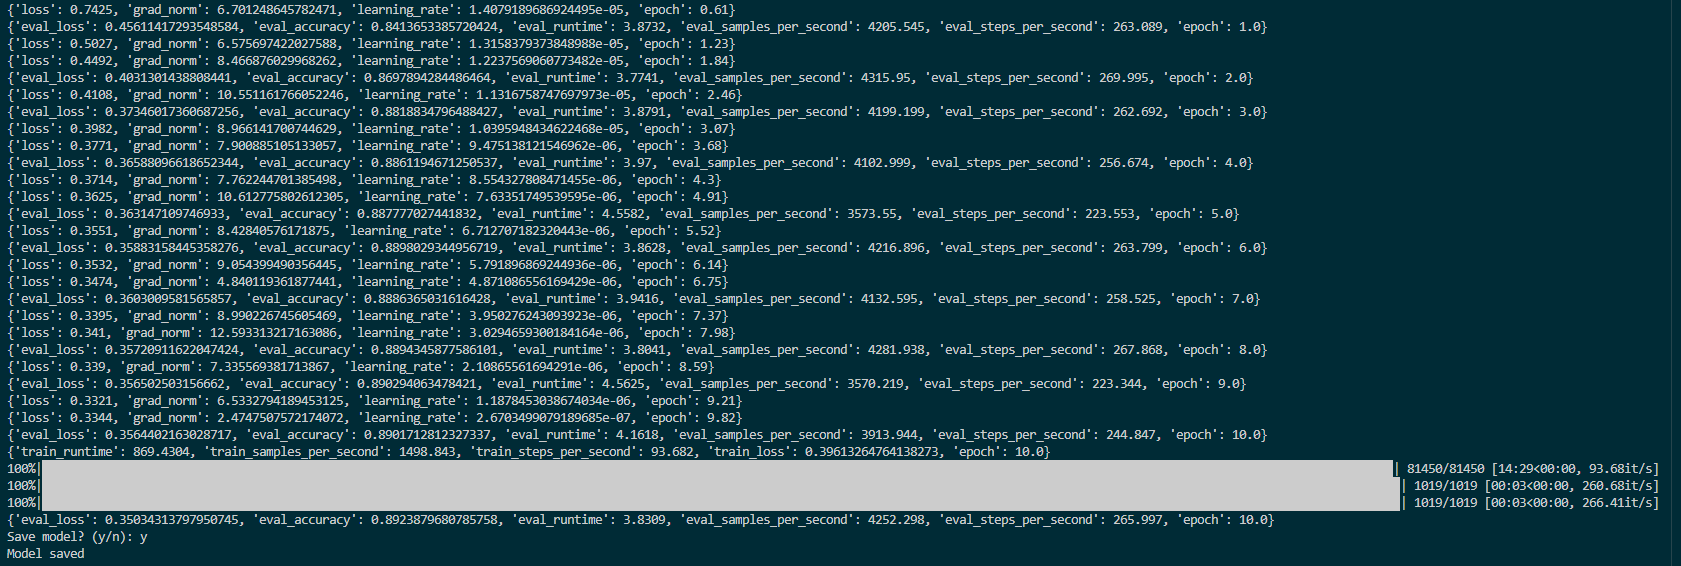 {'loss': 0.7425, 'grad_norm': 6.701248645782471, 'learning_rate': 1.4079189686924495e-05, 'epoch': 0.61}
{'eval_loss': 0.45611417293548584, 'eval_accuracy': 0.8413653385720424, 'eval_runtime': 3.8732, 'eval_samples_per_second': 4205.545, 'eval_steps_per_second': 263.089, 'epoch': 1.0}
{'loss': 0.5027, 'grad_norm': 6.575697422027588, 'learning_rate': 1.3158379373848988e-05, 'epoch': 1.23}
{'loss': 0.4492, 'grad_norm': 8.466876029968262, 'learning_rate': 1.2237569060773482e-05, 'epoch': 1.84}
{'eval_loss': 0.4031301438808441, 'eval_accuracy': 0.8697894284486464, 'eval_runtime': 3.7741, 'eval_samples_per_second': 4315.95, 'eval_steps_per_second': 269.995, 'epoch': 2.0}
{'loss': 0.4108, 'grad_norm': 10.551161766052246, 'learning_rate': 1.1316758747697973e-05, 'epoch': 2.46}
{'eval_loss': 0.37346017360687256, 'eval_accuracy': 0.8818834796488427, 'eval_runtime': 3.8791, 'eval_samples_per_second': 4199.199, 'eval_steps_per_second': 262.692, 'epoch': 3.0}
{'loss': 0.3982, 'grad_norm': 8.966141700744629, 'learning_rate': 1.0395948434622468e-05, 'epoch': 3.07}
{'loss': 0.3771, 'grad_norm': 7.900885105133057, 'learning_rate': 9.475138121546962e-06, 'epoch': 3.68}
{'eval_loss': 0.36588096618652344, 'eval_accuracy': 0.8861194671250537, 'eval_runtime': 3.97, 'eval_samples_per_second': 4102.999, 'eval_steps_per_second': 256.674, 'epoch': 4.0}
{'loss': 0.3714, 'grad_norm': 7.762244701385498, 'learning_rate': 8.554327808471455e-06, 'epoch': 4.3}
{'loss': 0.3625, 'grad_norm': 10.612775802612305, 'learning_rate': 7.63351749539595e-06, 'epoch': 4.91}
{'eval_loss': 0.363147109746933, 'eval_accuracy': 0.887777027441832, 'eval_runtime': 4.5582, 'eval_samples_per_second': 3573.55, 'eval_steps_per_second': 223.553, 'epoch': 5.0}
{'loss': 0.3551, 'grad_norm': 8.42840576171875, 'learning_rate': 6.712707182320443e-06, 'epoch': 5.52}
{'eval_loss': 0.35883158445358276, 'eval_accuracy': 0.8898029344956719, 'eval_runtime': 3.8628, 'eval_samples_per_second': 4216.896, 'eval_steps_per_second': 263.799, 'epoch': 6.0}
{'loss': 0.3532, 'grad_norm': 9.054399490356445, 'learning_rate': 5.791896869244936e-06, 'epoch': 6.14}
{'loss': 0.3474, 'grad_norm': 4.840119361877441, 'learning_rate': 4.871086556169429e-06, 'epoch': 6.75}
{'eval_loss': 0.3603009581565857, 'eval_accuracy': 0.8886365031616428, 'eval_runtime': 3.9416, 'eval_samples_per_second': 4132.595, 'eval_steps_per_second': 258.525, 'epoch': 7.0}
{'loss': 0.3395, 'grad_norm': 8.990226745605469, 'learning_rate': 3.950276243093923e-06, 'epoch': 7.37}
{'loss': 0.341, 'grad_norm': 12.593313217163086, 'learning_rate': 3.0294659300184164e-06, 'epoch': 7.98}
{'eval_loss': 0.35720911622047424, 'eval_accuracy': 0.8894345877586101, 'eval_runtime': 3.8041, 'eval_samples_per_second': 4281.938, 'eval_steps_per_second': 267.868, 'epoch': 8.0}
{'loss': 0.339, 'grad_norm': 7.335569381713867, 'learning_rate': 2.10865561694291e-06, 'epoch': 8.59}
{'eval_loss': 0.356502503156662, 'eval_accuracy': 0.890294063478421, 'eval_runtime': 4.5625, 'eval_samples_per_second': 3570.219, 'eval_steps_per_second': 223.344, 'epoch': 9.0}
{'loss': 0.3321, 'grad_norm': 6.5332794189453125, 'learning_rate': 1.1878453038674034e-06, 'epoch': 9.21}
{'loss': 0.3344, 'grad_norm': 2.4747507572174072, 'learning_rate': 2.6703499079189685e-07, 'epoch': 9.82}
{'eval_loss': 0.3564402163028717, 'eval_accuracy': 0.8901712812327337, 'eval_runtime': 4.1618, 'eval_samples_per_second': 3913.944, 'eval_steps_per_second': 244.847, 'epoch': 10.0}
{'train_runtime': 869.4304, 'train_samples_per_second': 1498.843, 'train_steps_per_second': 93.682, 'train_loss': 0.39613264764138273, 'epoch': 10.0}
100%| | 81450/81450 [14:29<00:00, 93.68it/s]
100%| | 1019/1019 [00:03<00:00, 260.68it/s]
100%| | 1019/1019 [00:03<00:00, 266.41it/s]
{'eval_loss': 0.35034313797950745, 'eval_accuracy': 0.8923879680785758, 'eval_runtime': 3.8309, 'eval_samples_per_second': 4252.298, 'eval_steps_per_second': 265.997, 'epoch': 10.0}
Save model? (y/n): y
Model saved